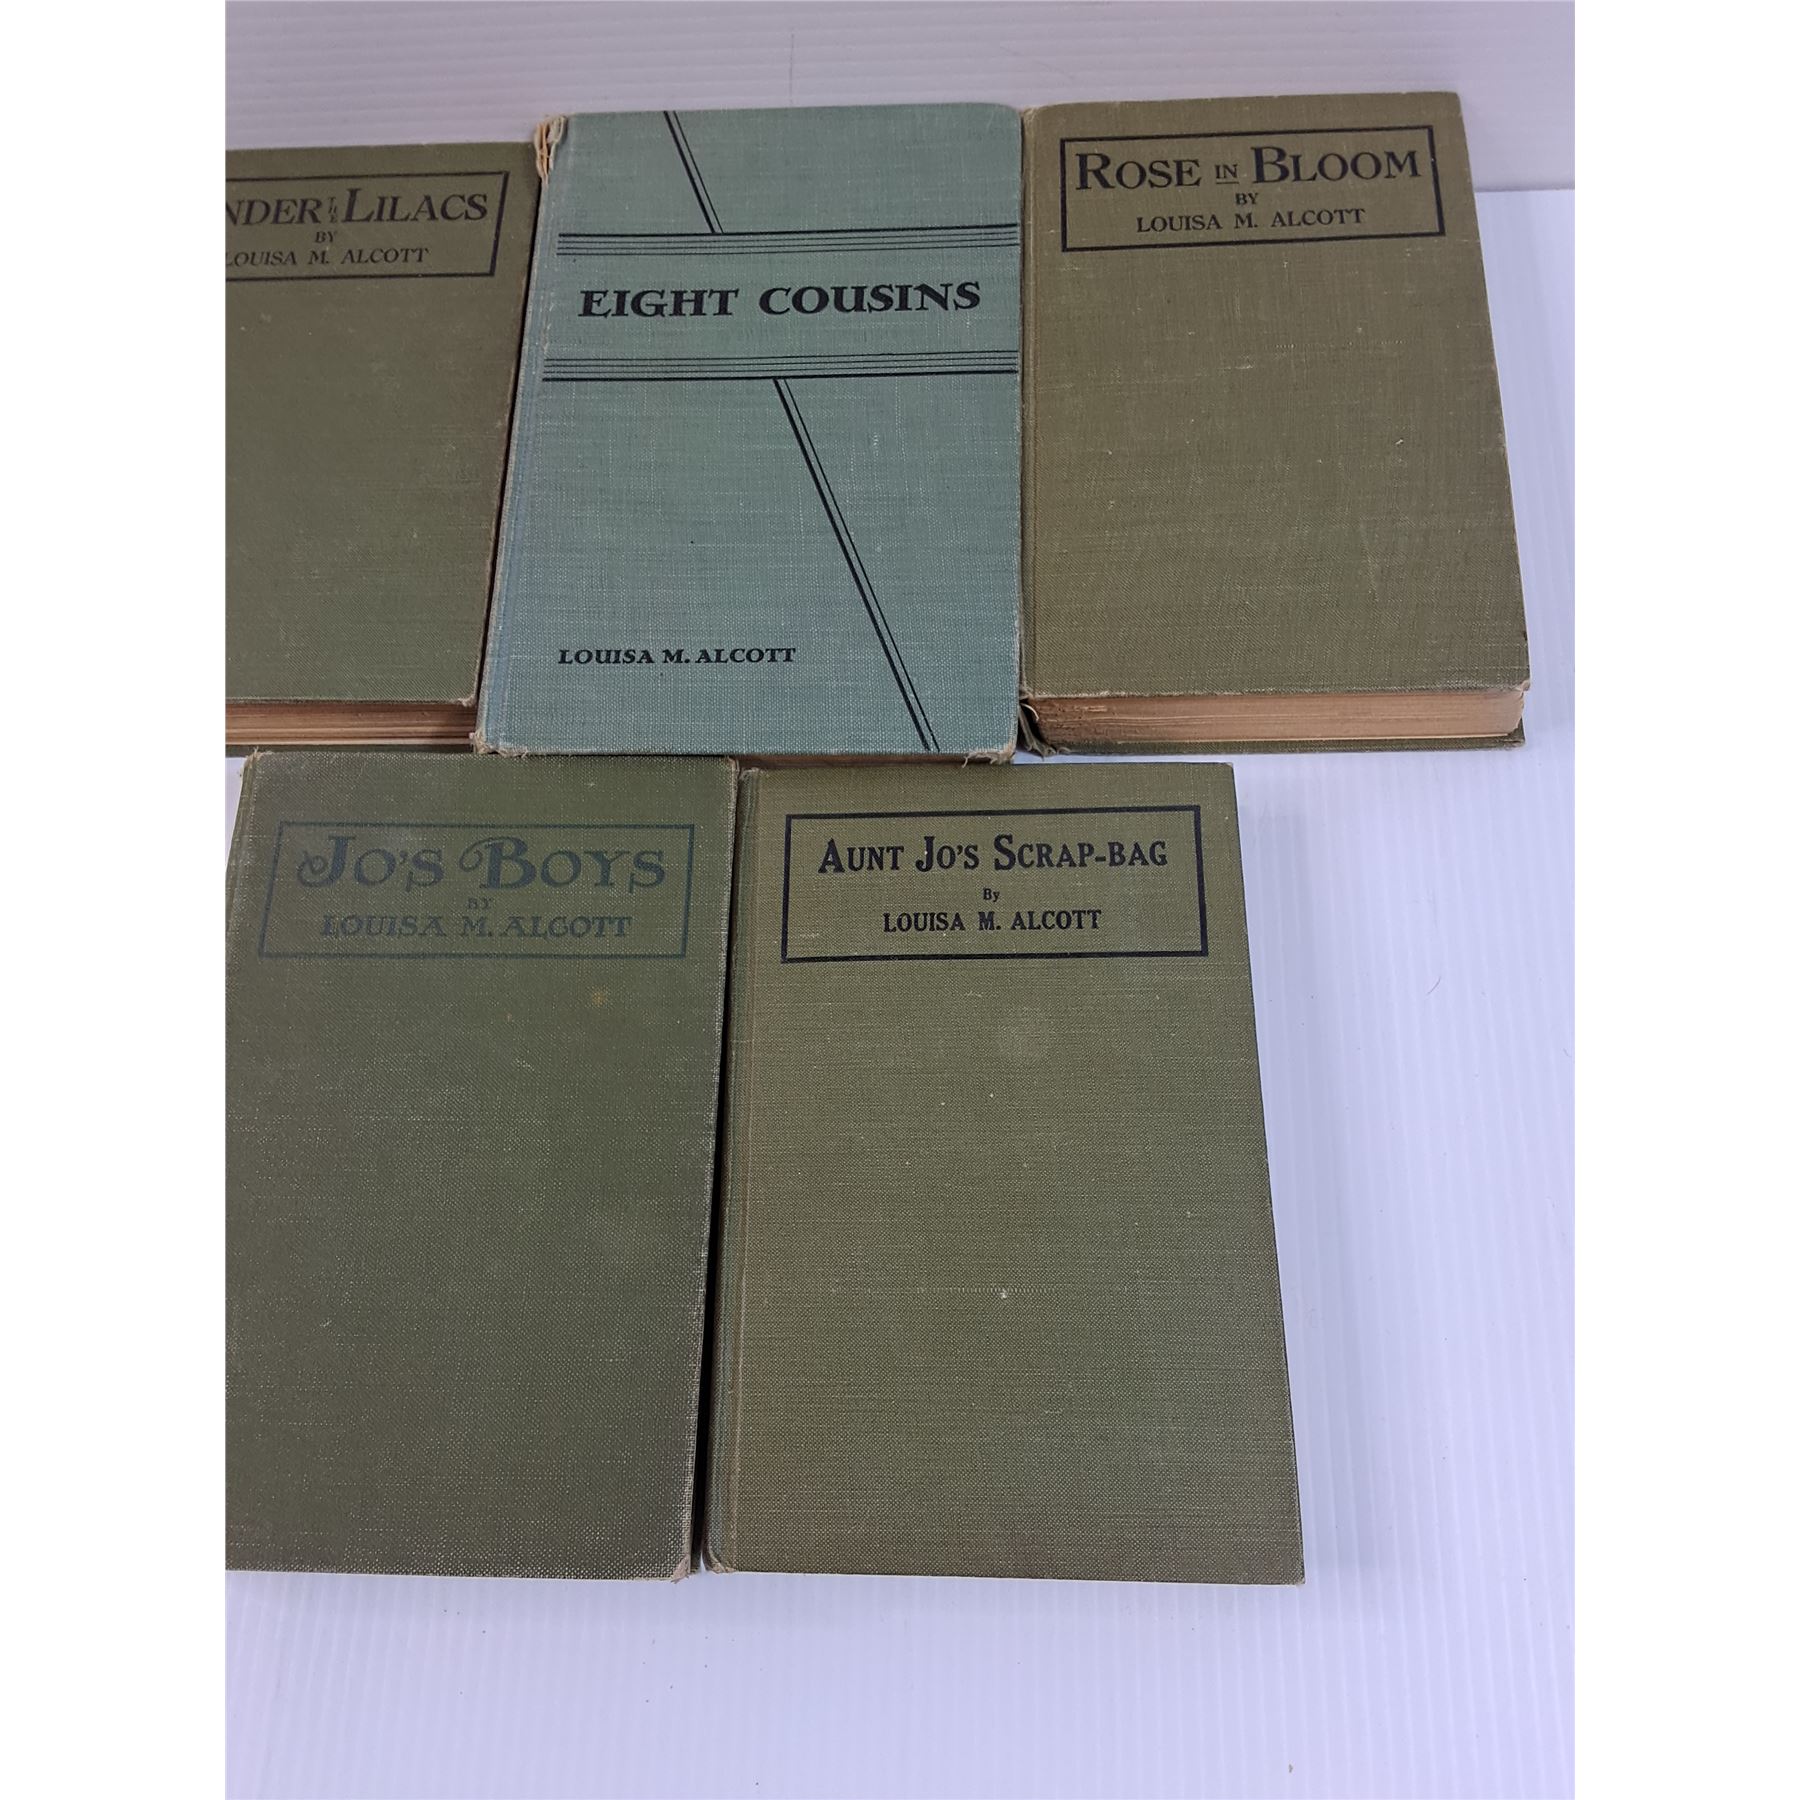 NDER THE LILACS
BY
LOUISA M. ALCOTT
EIGHT COUSINS
LOUISA M. ALCOTT
ROSE IN BLOOM
BY
LOUISA M. ALCOTT
JO'S BOYS
BY
LOUISA M. ALCOTT
AUNT JO'S SCRAP-BAG
By
LOUISA M. ALCOTT